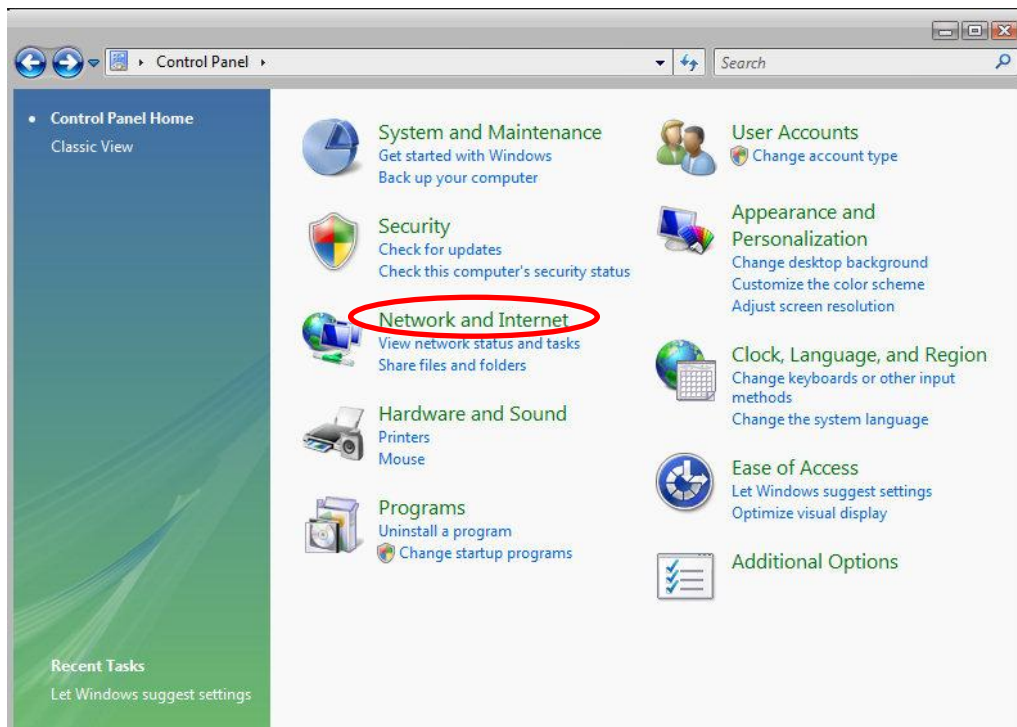 Control Panel
Search
Control Panel Home
Classic View
System and Maintenance
Get started with Windows
Back up your computer
Security
Check for updates
Check this computer's security status
Network and Internet
View network status and tasks
Share files and folders
Hardware and Sound
Printers
Mouse
Programs
Uninstall a program
Change startup programs
User Accounts
Change account type
Appearance and
Personalization
Change desktop background
Customize the color scheme
Adjust screen resolution
Clock, Language, and Region
Change keyboards or other input
methods
Change the system language
Ease of Access
Let Windows suggest settings
Optimize visual display
Additional Options
Recent Tasks
Let Windows suggest settings